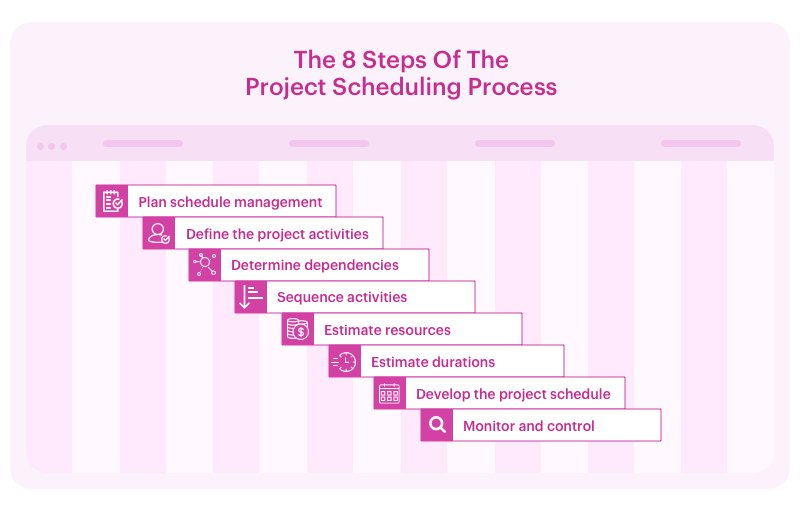 The 8 Steps Of The
Project Scheduling Process
Plan schedule management
Define the project activities
Determine dependencies
Sequence activities
Estimate resources
Estimate durations
Develop the project schedule
Monitor and control